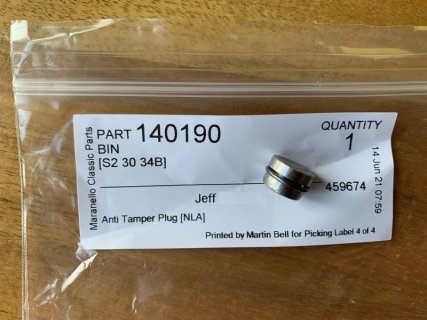 Maranello Classic Parts
PART 140190
BIN
[S2 30 34B]
QUANTITY
1
14 Jun 21 07:59
Jeff
459674
Anti Tamper Plug [NLA]
Printed by Martin Bell for Picking Label 4 of 4